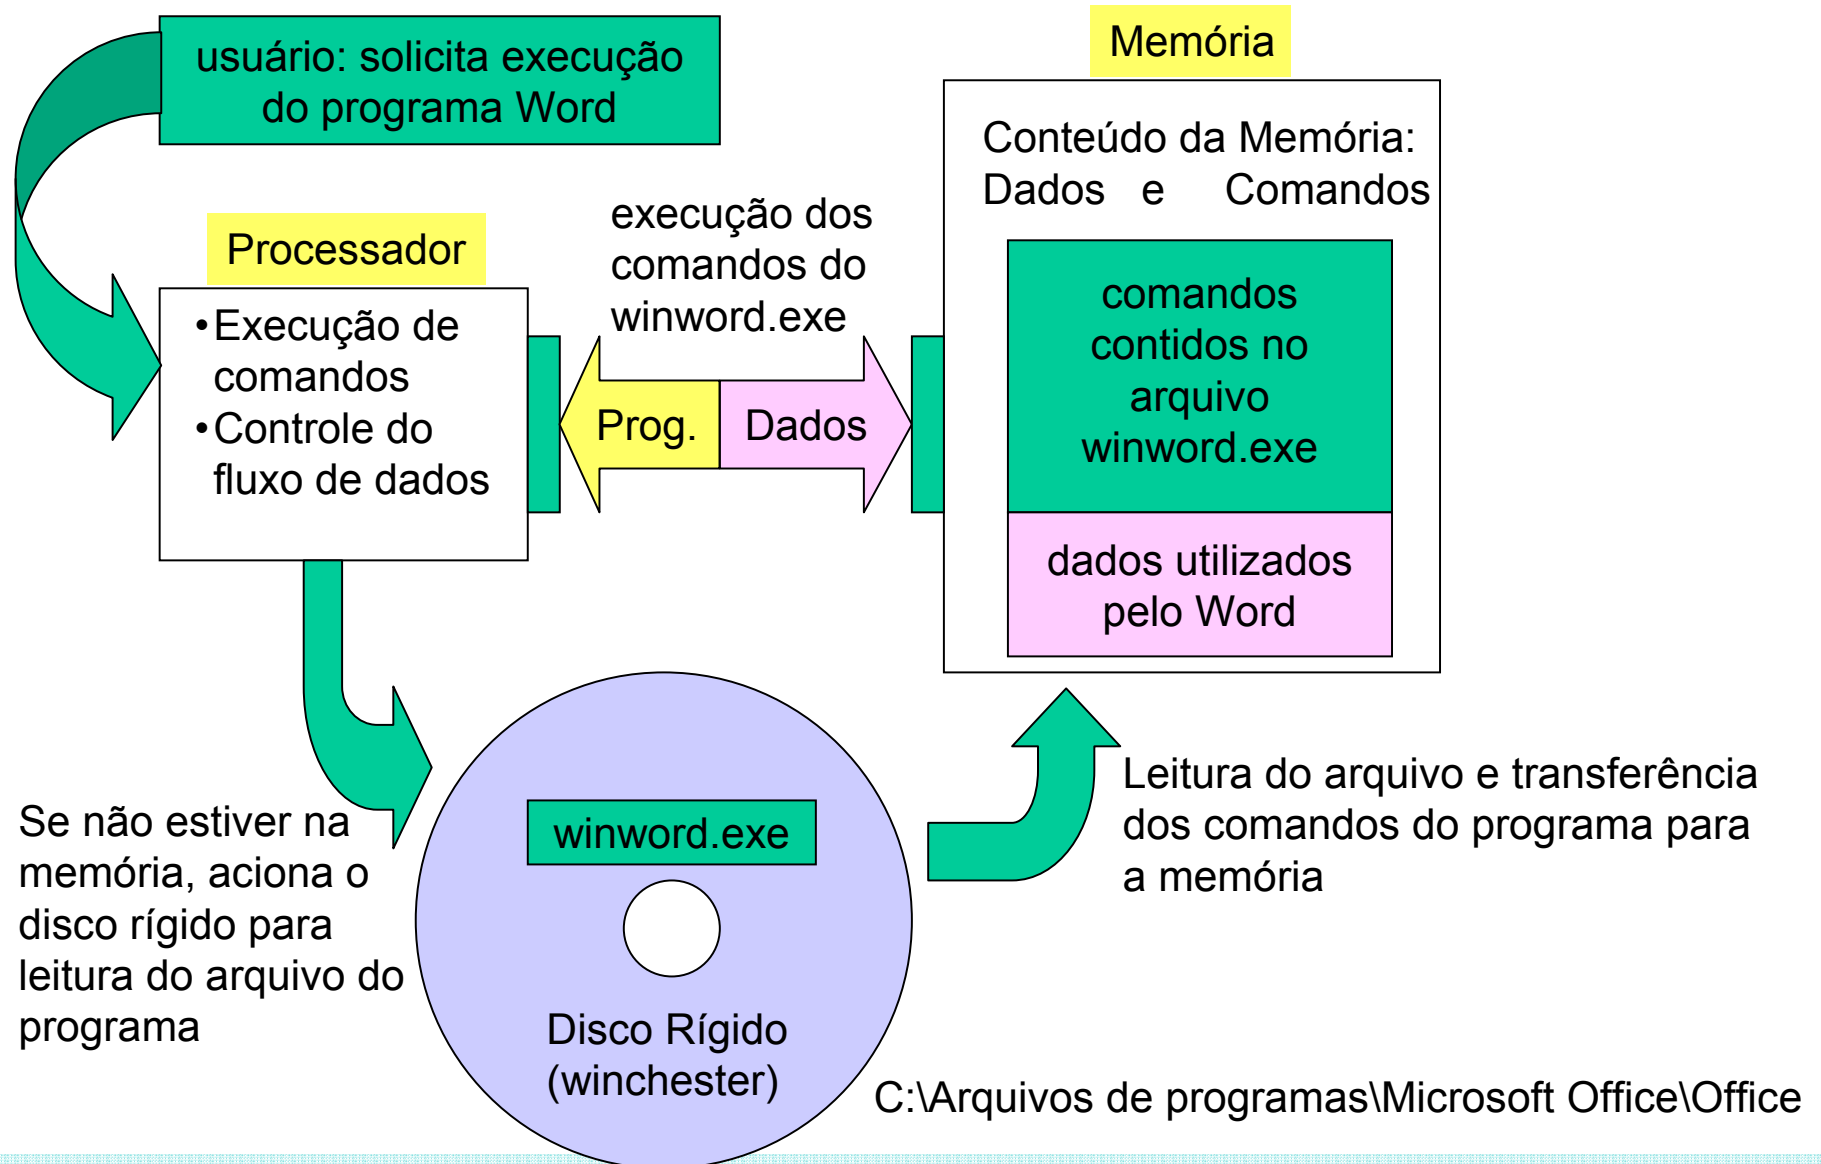 usuário: solicita execução
do programa Word
Memória
Conteúdo da Memória:
Dados e Comandos
execução dos
comandos do
winword.exe
Processador
•Execução de
comandos
•Controle do
fluxo de dados
Prog.
Dados
comandos
contidos no
arquivo
winword.exe
dados utilizados
pelo Word
Se não estiver na
memória, aciona o
disco rígido para
leitura do arquivo do
programa
winword.exe
Disco Rígido
(winchester)
Leitura do arquivo e transferência
dos comandos do programa para
a memória
C:\Arquivos de programas\Microsoft Office\Office